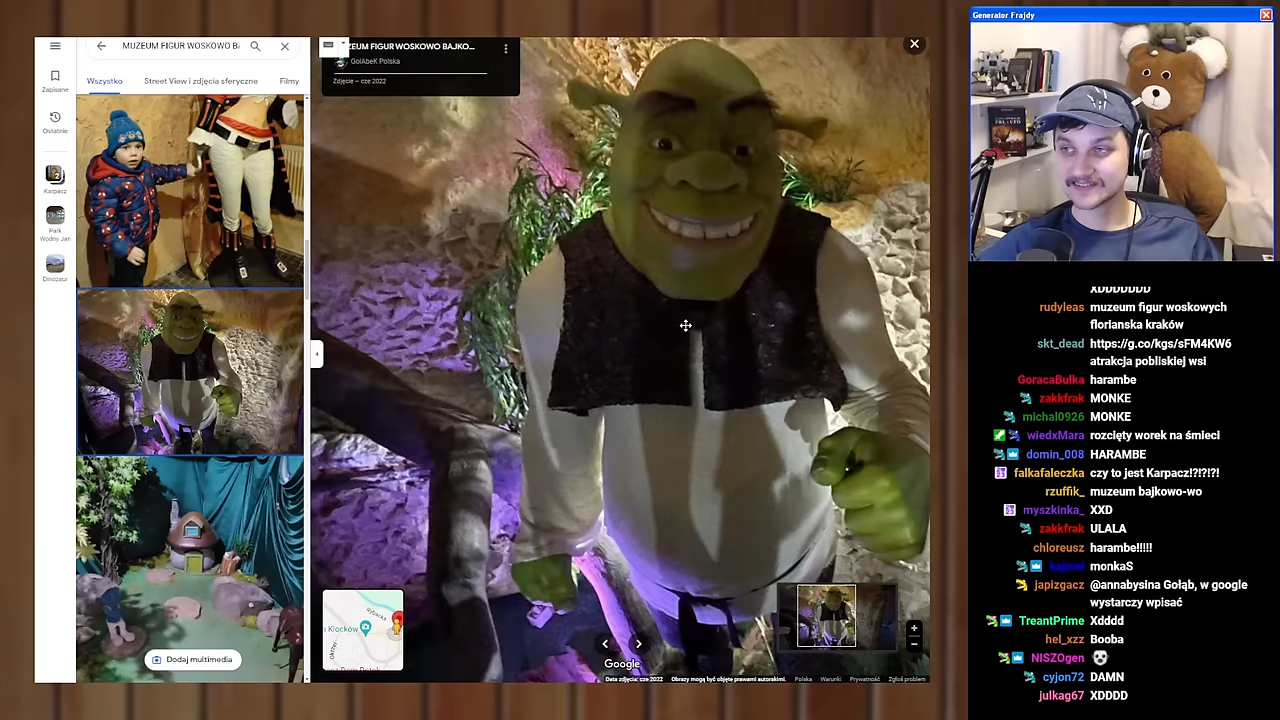 MUZEUM FIGUR WOSKOWO BA
Wszystko
Street View i zdjęcia sferyczne
Filmy
Zapisane
Ostatnie
2
Karpacz
Park
Wodny Jan
Dinozaur
Dodaj multimedia
ZEUM FIGUR WOSKOWO BAJKO...
GolAbeK Polska
Zdjęcie – cze 2022
Rybacka
n Klocków
okrzei
Google
Data zdjęcia: cze 2022
Obrazy mogą być objęte prawami autorskimi.
Polska
Warunki
Prywatność
Zgłoś problem
Generator Frajdy
XDDDDDDD
rudyleas muzeum figur woskowych
florianska kraków
skt_dead https://g.co/kgs/sFM4KW6
atrakcja pobliskiej wsi
GoracaBulka harambe
zakkfrak MONKE
michal0926 MONKE
wiedxMara rozcięty worek na śmieci
domin_008 HARAMBE
falkafaleczka czy to jest Karpacz!?!?!?!
rzuffik_ muzeum bajkowo-wo
myszkinka_ XXD
zakkfrak ULALA
chloreusz harambe!!!!!
monkaS
japizgacz @annabysina Gołąb, w google
wystarczy wpisać
TreantPrime Xdddd
hel_xzz Booba
NISZOgen
cyjon72 DAMN
julkag67 XDDDD